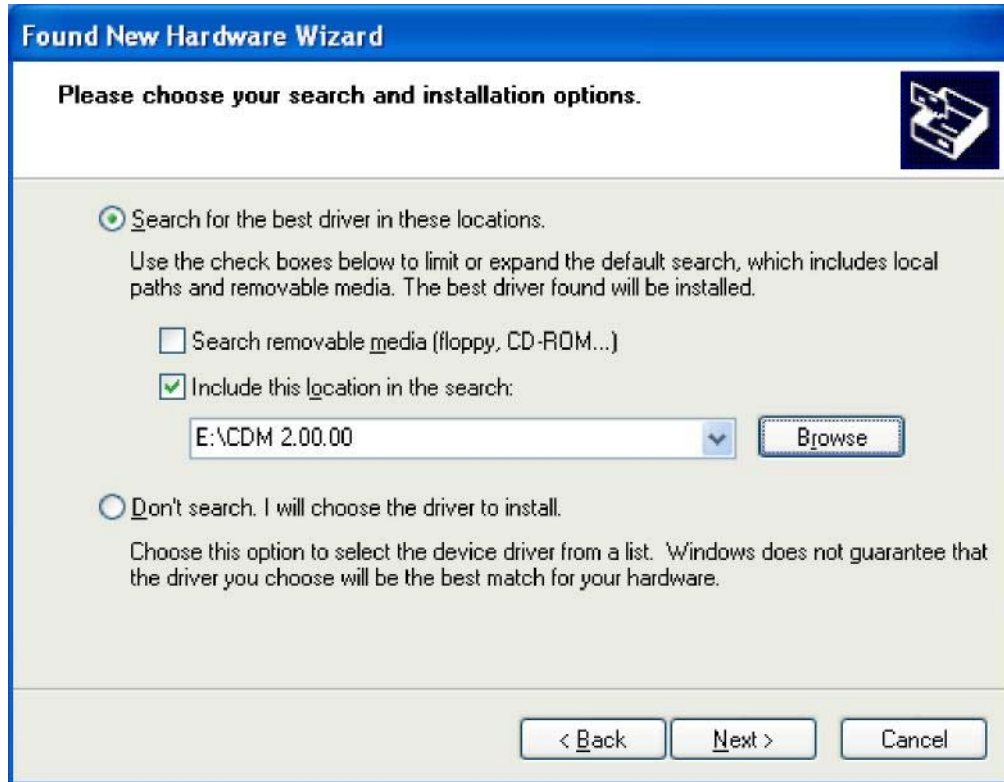 Found New Hardware Wizard
Please choose your search and installation options.
Search for the best driver in these locations.
Use the check boxes below to limit or expand the default search, which includes local
paths and removable media. The best driver found will be installed.
Search removable media (floppy, CD-ROM...)
Include this location in the search:
E:\CDM 2.00.00
Browse
Don't search. I will choose the driver to install.
Choose this option to select the device driver from a list. Windows does not guarantee that
the driver you choose will be the best match for your hardware.
< Back Next > Cancel